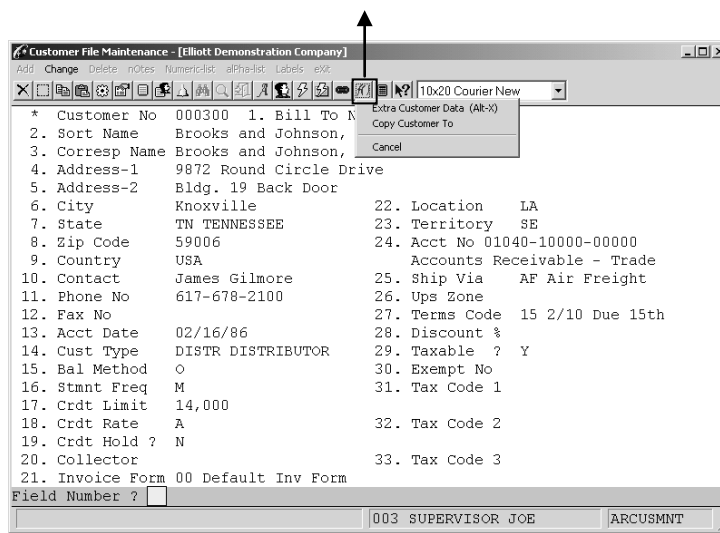 Customer File Maintenance - [Elliott Demonstration Company]
Add Change Delete nOtes Numeric-list alPha-list Labels eXit
10x20 Courier New
Extra Customer Data (Alt-X)
Copy Customer To
Cancel
* Customer No 000300 1. Bill To N
2. Sort Name Brooks and Johnson,
3. Corresp Name Brooks and Johnson,
4. Address-1 9872 Round Circle Drive
5. Address-2 Bldg. 19 Back Door
6. City Knoxville 22. Location LA
7. State TN TENNESSEE 23. Territory SE
8. Zip Code 59006 24. Acct No 01040-10000-00000
9. Country USA Accounts Receivable - Trade
10. Contact James Gilmore 25. Ship Via AF Air Freight
11. Phone No 617-678-2100 26. Ups Zone
12. Fax No 27. Terms Code 15 2/10 Due 15th
13. Acct Date 02/16/86 28. Discount %
14. Cust Type DISTR DISTRIBUTOR 29. Taxable ? Y
15. Bal Method O 30. Exempt No
16. Stmnt Freq M 31. Tax Code 1
17. Crdt Limit 14,000
18. Crdt Rate A 32. Tax Code 2
19. Crdt Hold ? N
20. Collector 33. Tax Code 3
21. Invoice Form 00 Default Inv Form
Field Number ?
003 SUPERVISOR JOE ARCUSMNT